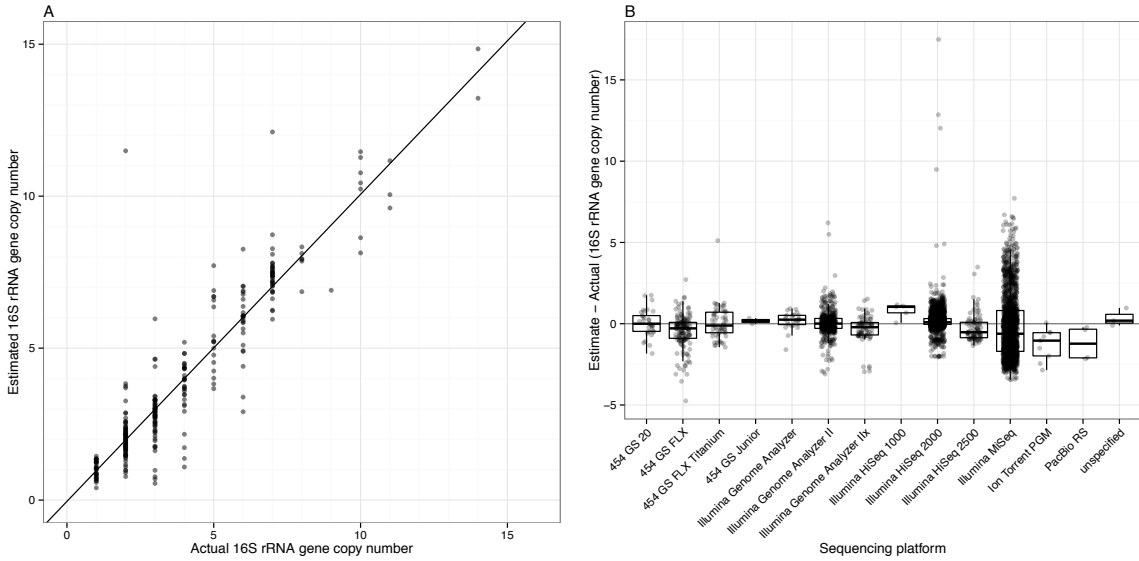 A
15
10
5
0
0
5
10
15
Estimated 16S rRNA gene copy number
Actual 16S rRNA gene copy number
B
15
10
5
0
−5
Estimate − Actual (16S rRNA gene copy number)
454 GS 20
454 GS FLX
454 GS FLX Titanium
454 GS Junior
Illumina Genome Analyzer
Illumina Genome Analyzer II
Illumina Genome Analyzer IIx
Illumina HiSeq 1000
Illumina HiSeq 2000
Illumina HiSeq 2500
Illumina MiSeq
Ion Torrent PGM
PacBio RS
unspecified
Sequencing platform